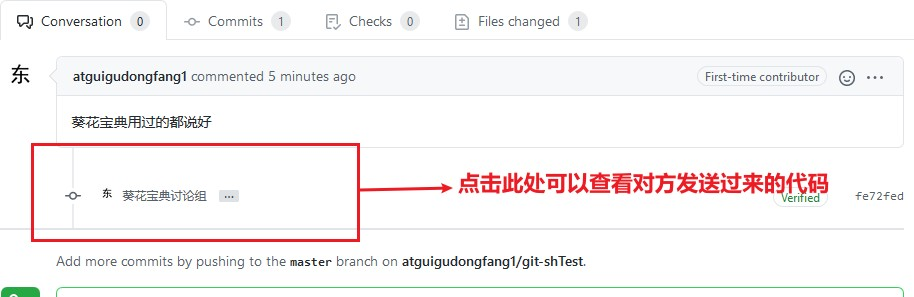 Conversation 0 Commits 1 Checks 0 Files changed 1
东
atguigudongfang1 commented 5 minutes ago First-time contributor
葵花宝典用过的都说好
东 葵花宝典讨论组 ... Verified fe72fed
点击此处可以查看对方发送过来的代码
Add more commits by pushing to the master branch on atguigudongfang1/git-shTest.